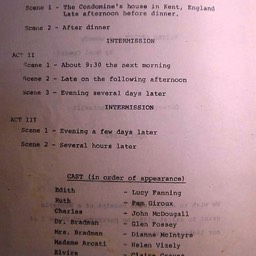 Scene 1 - The Condomine's house in Kent, England
Late afternoon before dinner.
Scene 2 - After dinner
INTERMISSION
ACT II
Scene 1 - About 9:30 the next morning
Scene 2 - Late on the following afternoon
Scene 3 - Evening several days later
INTERMISSION
ACT III
Scene 1 - Evening a few days later
Scene 2 - Several hours later
CAST (in order of appearance)
Edith - Lucy Fanning
Ruth - Pam Giroux
Charles - John McDougall
Dr. Bradman - Glen Fossey
Mrs. Bradman - Dianne McIntyre
Madame Arcati - Helen Vizely
Elvira - Claire